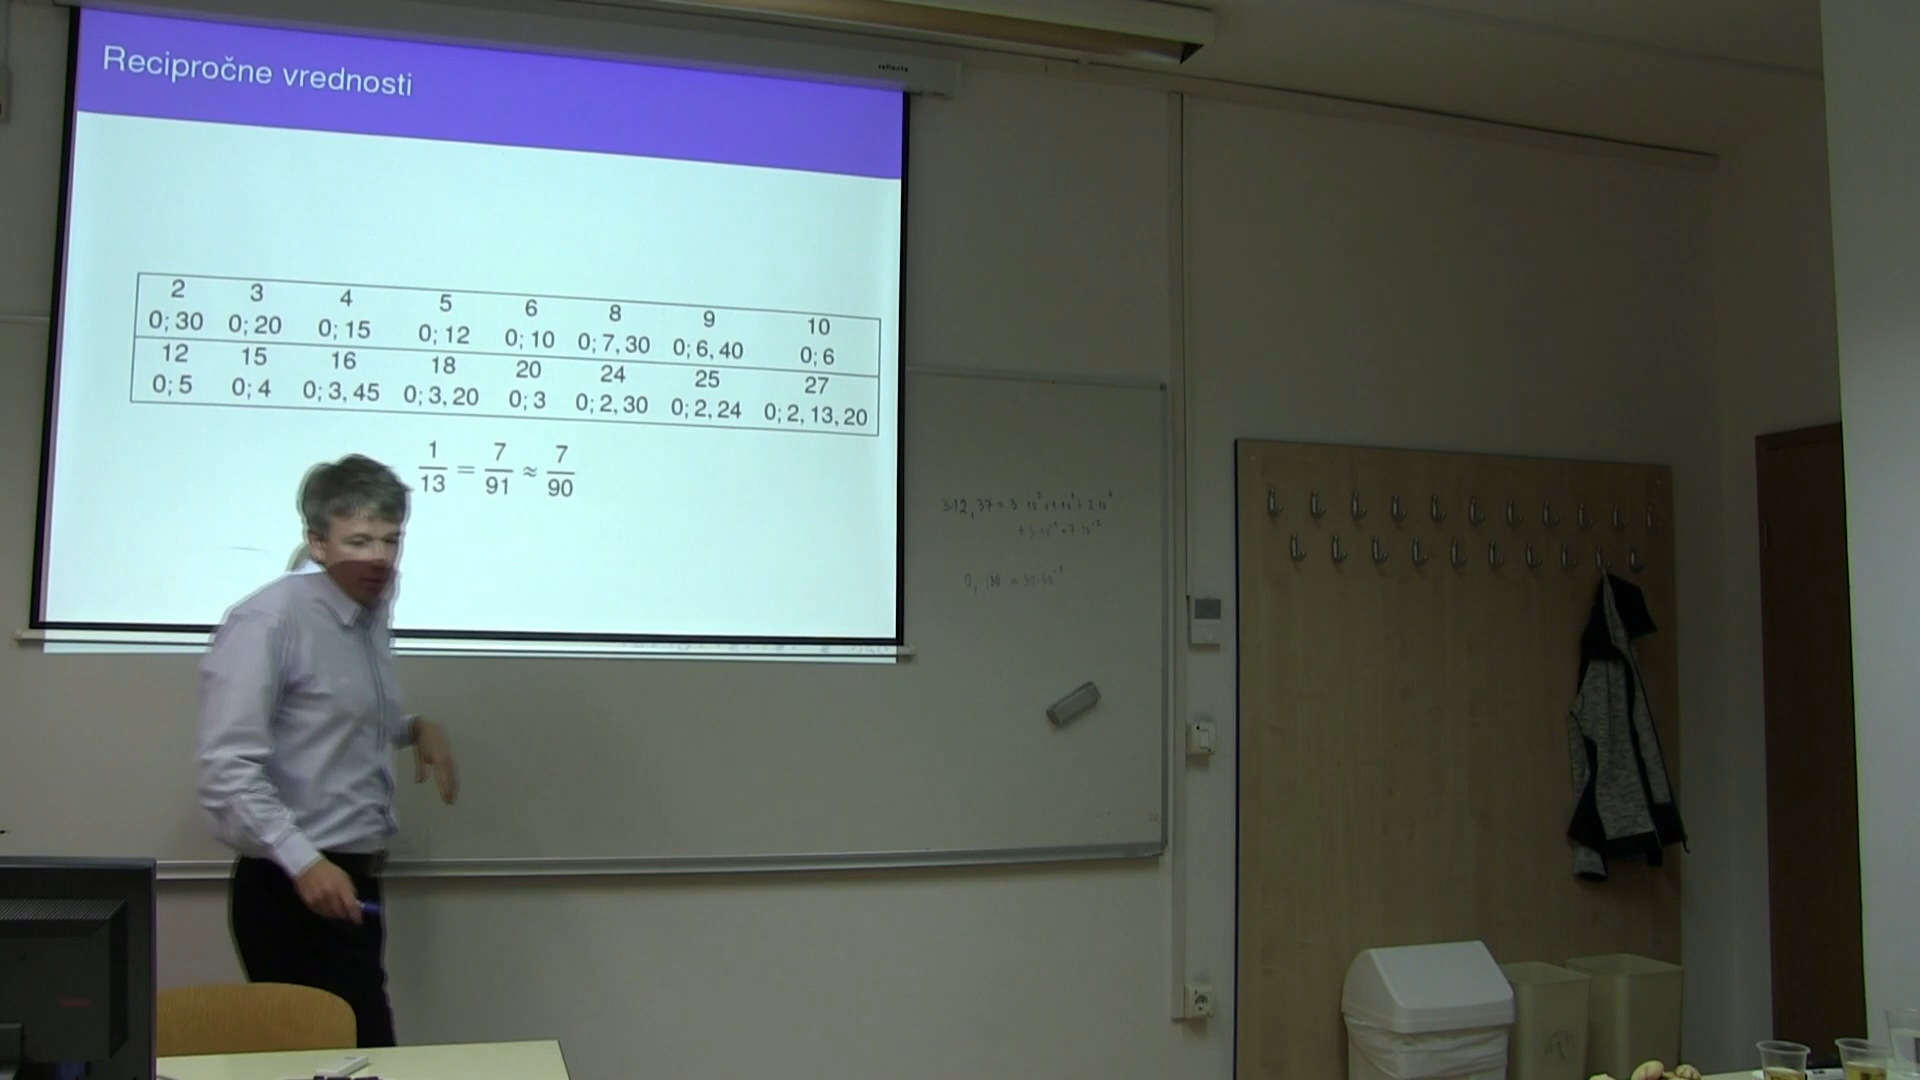 Recipročne vrednosti
reflecta
2 3 4 5 6 8 9 10
0; 30 0; 20 0; 15 0; 12 0; 10 0; 7, 30 0; 6, 40 0; 6
12 15 16 18 20 24 25 27
0; 5 0; 4 0; 3, 45 0; 3, 20 0; 3 0; 2, 30 0; 2, 24 0; 2, 13, 20
1/13 = 7/91 ≈ 7/90